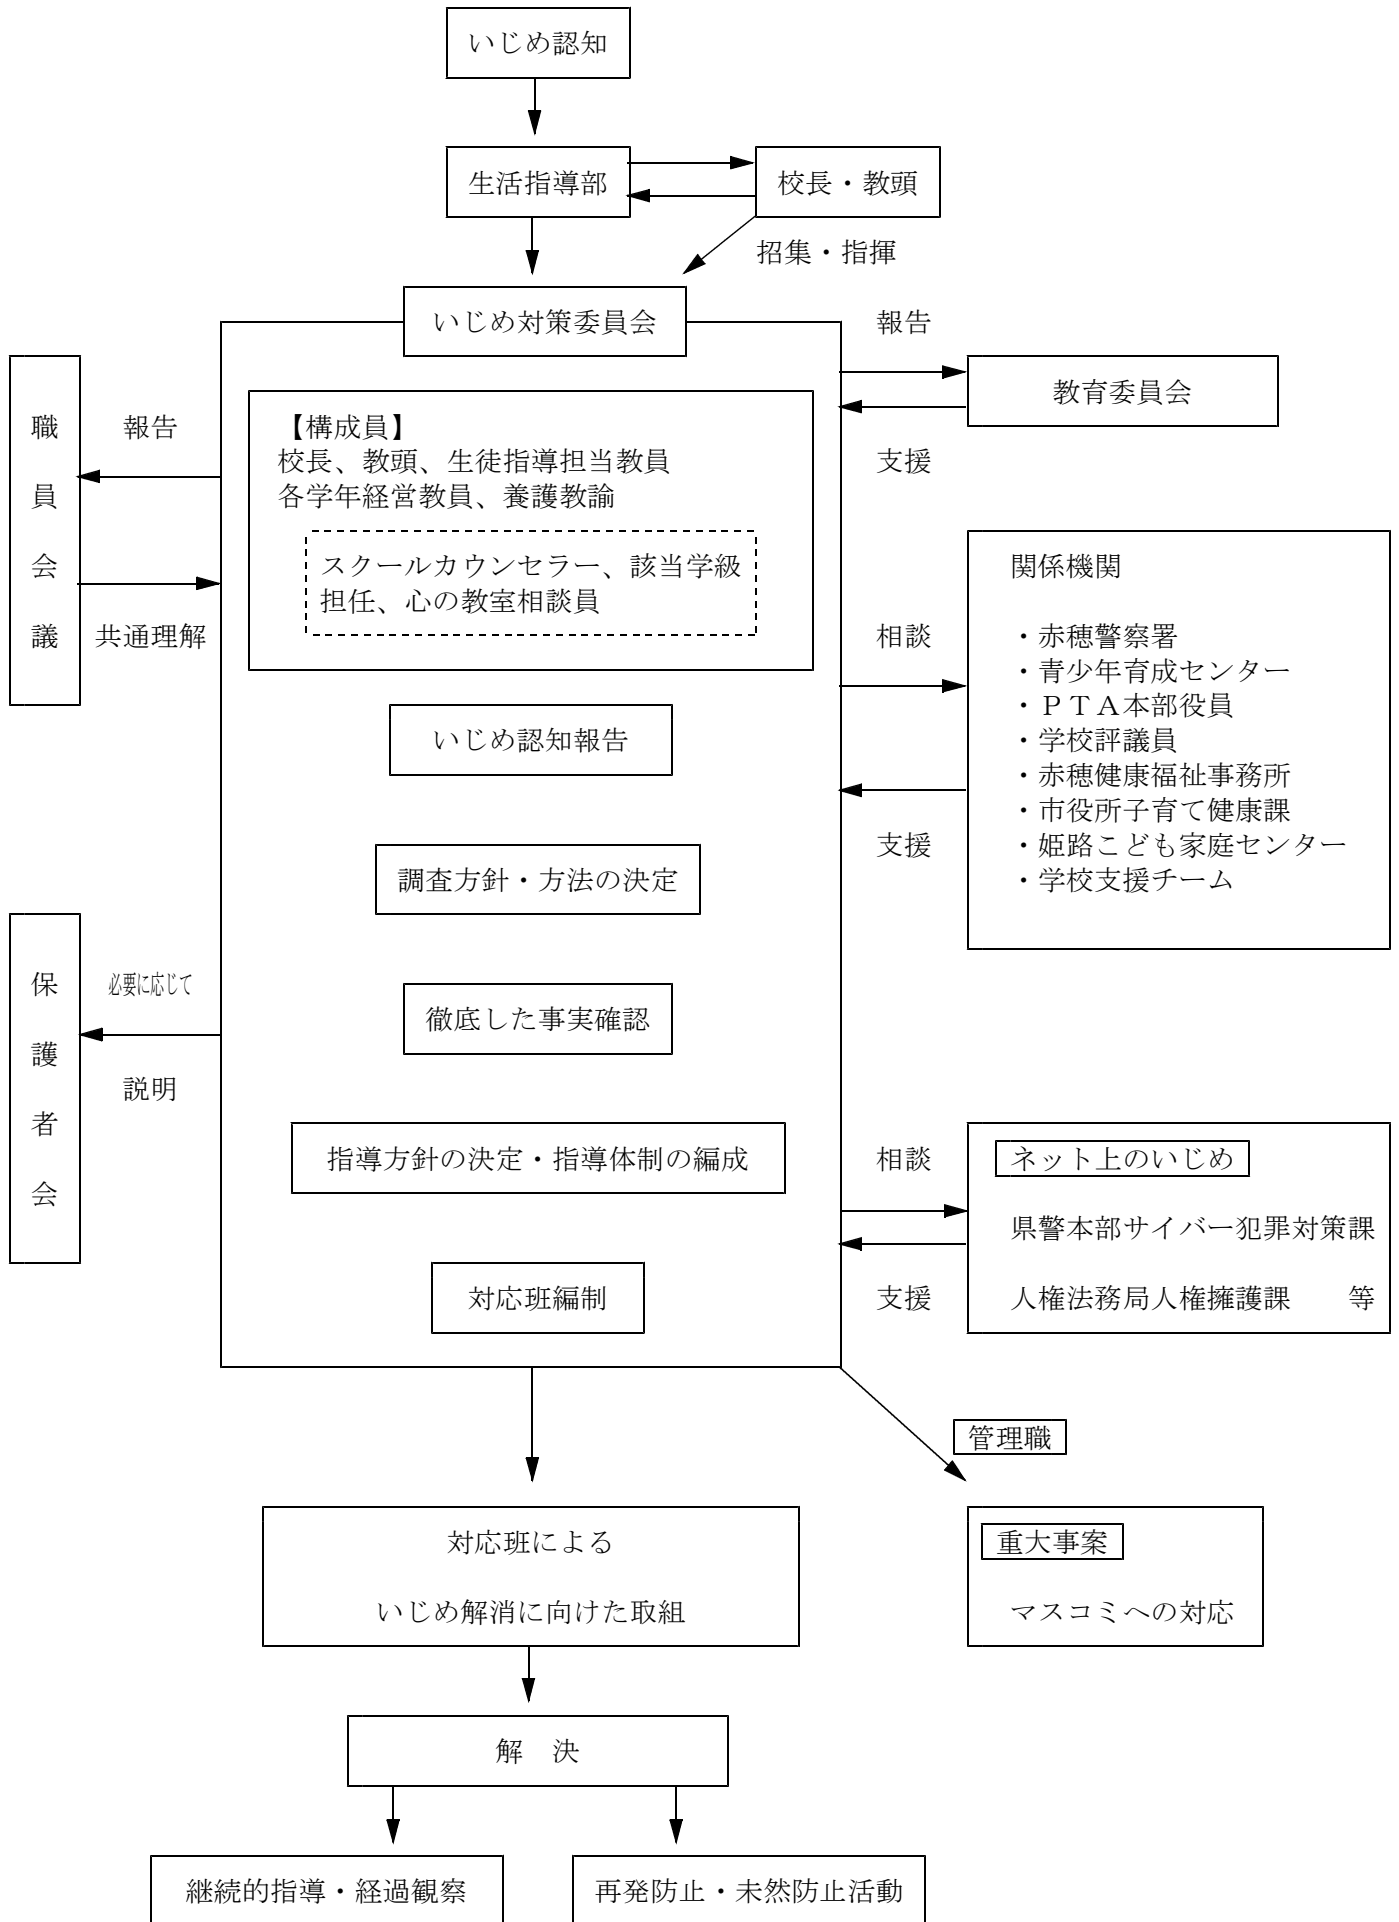 いじめ認知
生活指導部
校長・教頭
招集・指揮
いじめ対策委員会
報告
教育委員会
支援
職員会議
報告
共通理解
【構成員】
校長、教頭、生徒指導担当教員
各学年経営教員、養護教諭
スクールカウンセラー、該当学級
担任、心の教室相談員
関係機関
・赤穂警察署
・青少年育成センター
・ＰＴＡ本部役員
・学校評議員
・赤穂健康福祉事務所
・市役所子育て健康課
・姫路こども家庭センター
・学校支援チーム
相談
支援
いじめ認知報告
調査方針・方法の決定
保護者会
必要に応じて
説明
徹底した事実確認
指導方針の決定・指導体制の編成
相談
支援
ネット上のいじめ
県警本部サイバー犯罪対策課
人権法務局人権擁護課　　等
対応班編制
管理職
対応班による
いじめ解消に向けた取組
重大事案
マスコミへの対応
解　決
継続的指導・経過観察
再発防止・未然防止活動